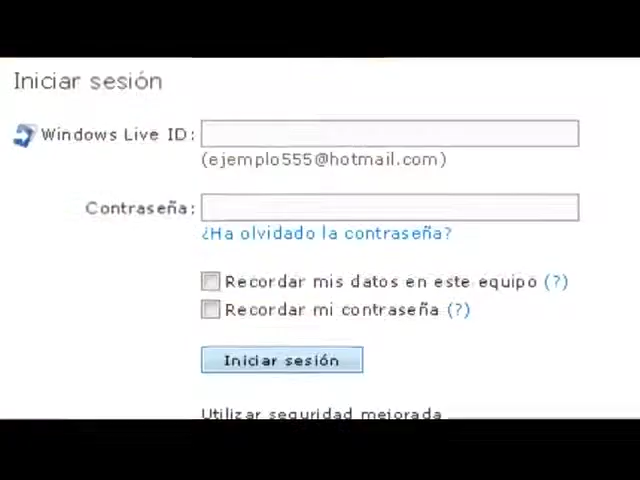 Iniciar sesión
Windows Live ID:
(ejemplo555@hotmail.com)
Contraseña:
¿Ha olvidado la contraseña?
Recordar mis datos en este equipo (?)
Recordar mi contraseña (?)
Iniciar sesión
Utilizar seguridad mejorada